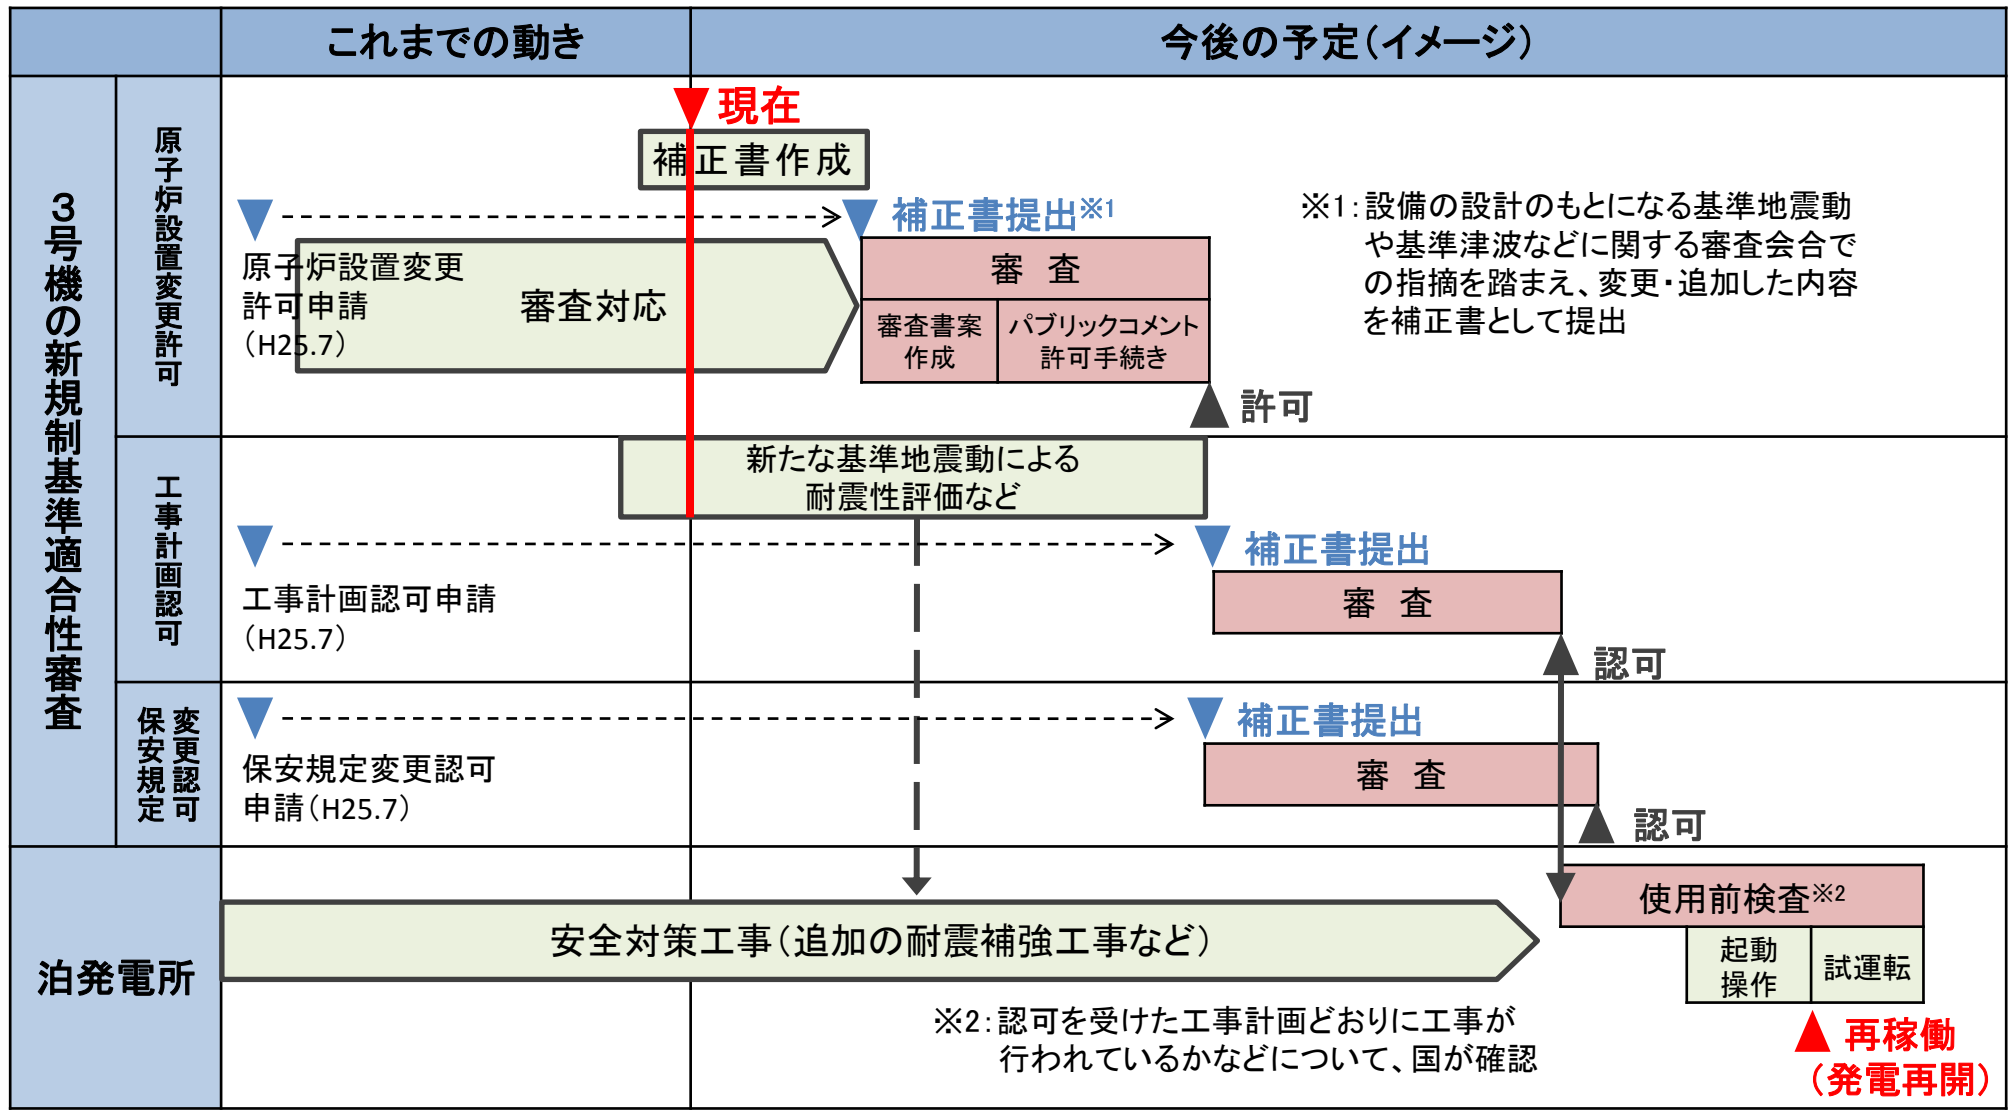 これまでの動き
今後の予定(イメージ)
3号機の新規制基準適合性審査
原子炉設置変更許可
現在
補正書作成
補正書提出※1
原子炉設置変更
許可申請
(H25.7)
審査対応
審 査
審査書案
作成
パブリックコメント
許可手続き
許可
※1:設備の設計のもとになる基準地震動
や基準津波などに関する審査会合で
の指摘を踏まえ、変更・追加した内容
を補正書として提出
工事計画認可
新たな基準地震動による
耐震性評価など
工事計画認可申請
(H25.7)
補正書提出
審 査
認可
保安規定
変更認可
保安規定変更認可
申請(H25.7)
補正書提出
審 査
認可
泊発電所
安全対策工事(追加の耐震補強工事など)
使用前検査※2
起動
操作
試運転
※2:認可を受けた工事計画どおりに工事が
行われているかなどについて、国が確認
再稼働
(発電再開)